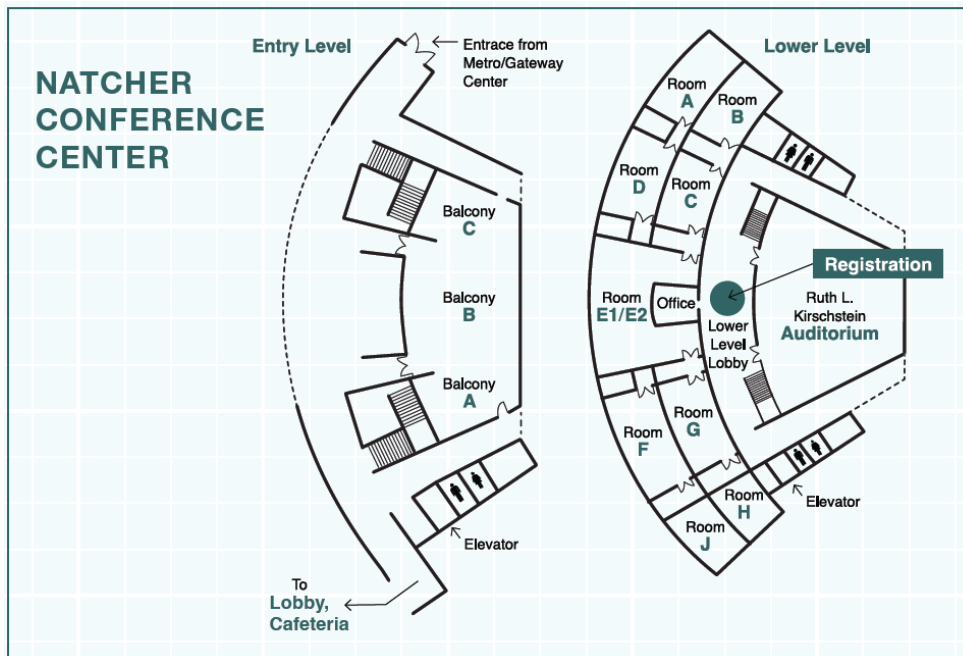 NATCHER
CONFERENCE
CENTER
Entry Level
Entrace from
Metro/Gateway
Center
Balcony
C
Balcony
B
Balcony
A
Elevator
To
Lobby,
Cafeteria
Lower Level
Room
A
Room
B
Room
D
Room
C
Registration
Room
E1/E2
Office
Lower
Level
Lobby
Ruth L.
Kirschstein
Auditorium
Room
G
Room
F
Room
H
Elevator
Room
J